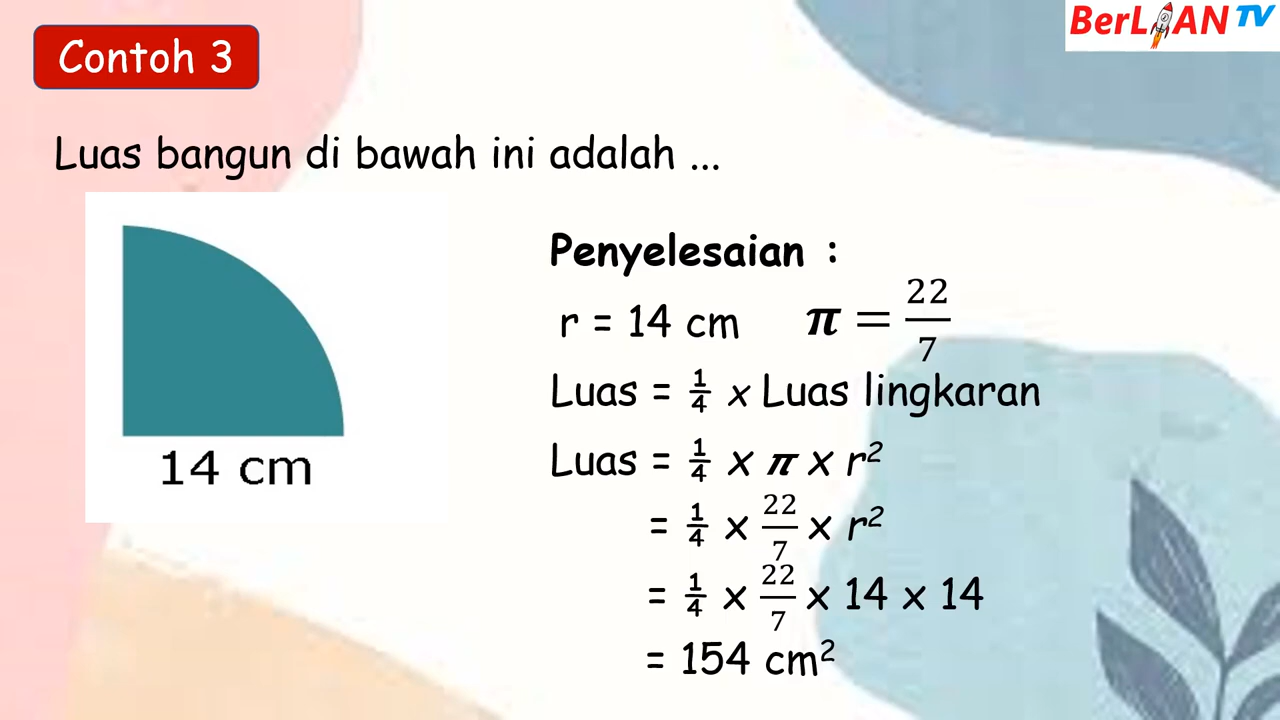 BerLIAN TV
Contoh 3
Luas bangun di bawah ini adalah ...
14 cm
Penyelesaian :
r = 14 cm π = 22/7
Luas = ¼ x Luas lingkaran
Luas = ¼ x π x r²
= ¼ x 22/7 x r²
= ¼ x 22/7 x 14 x 14
= 154 cm²